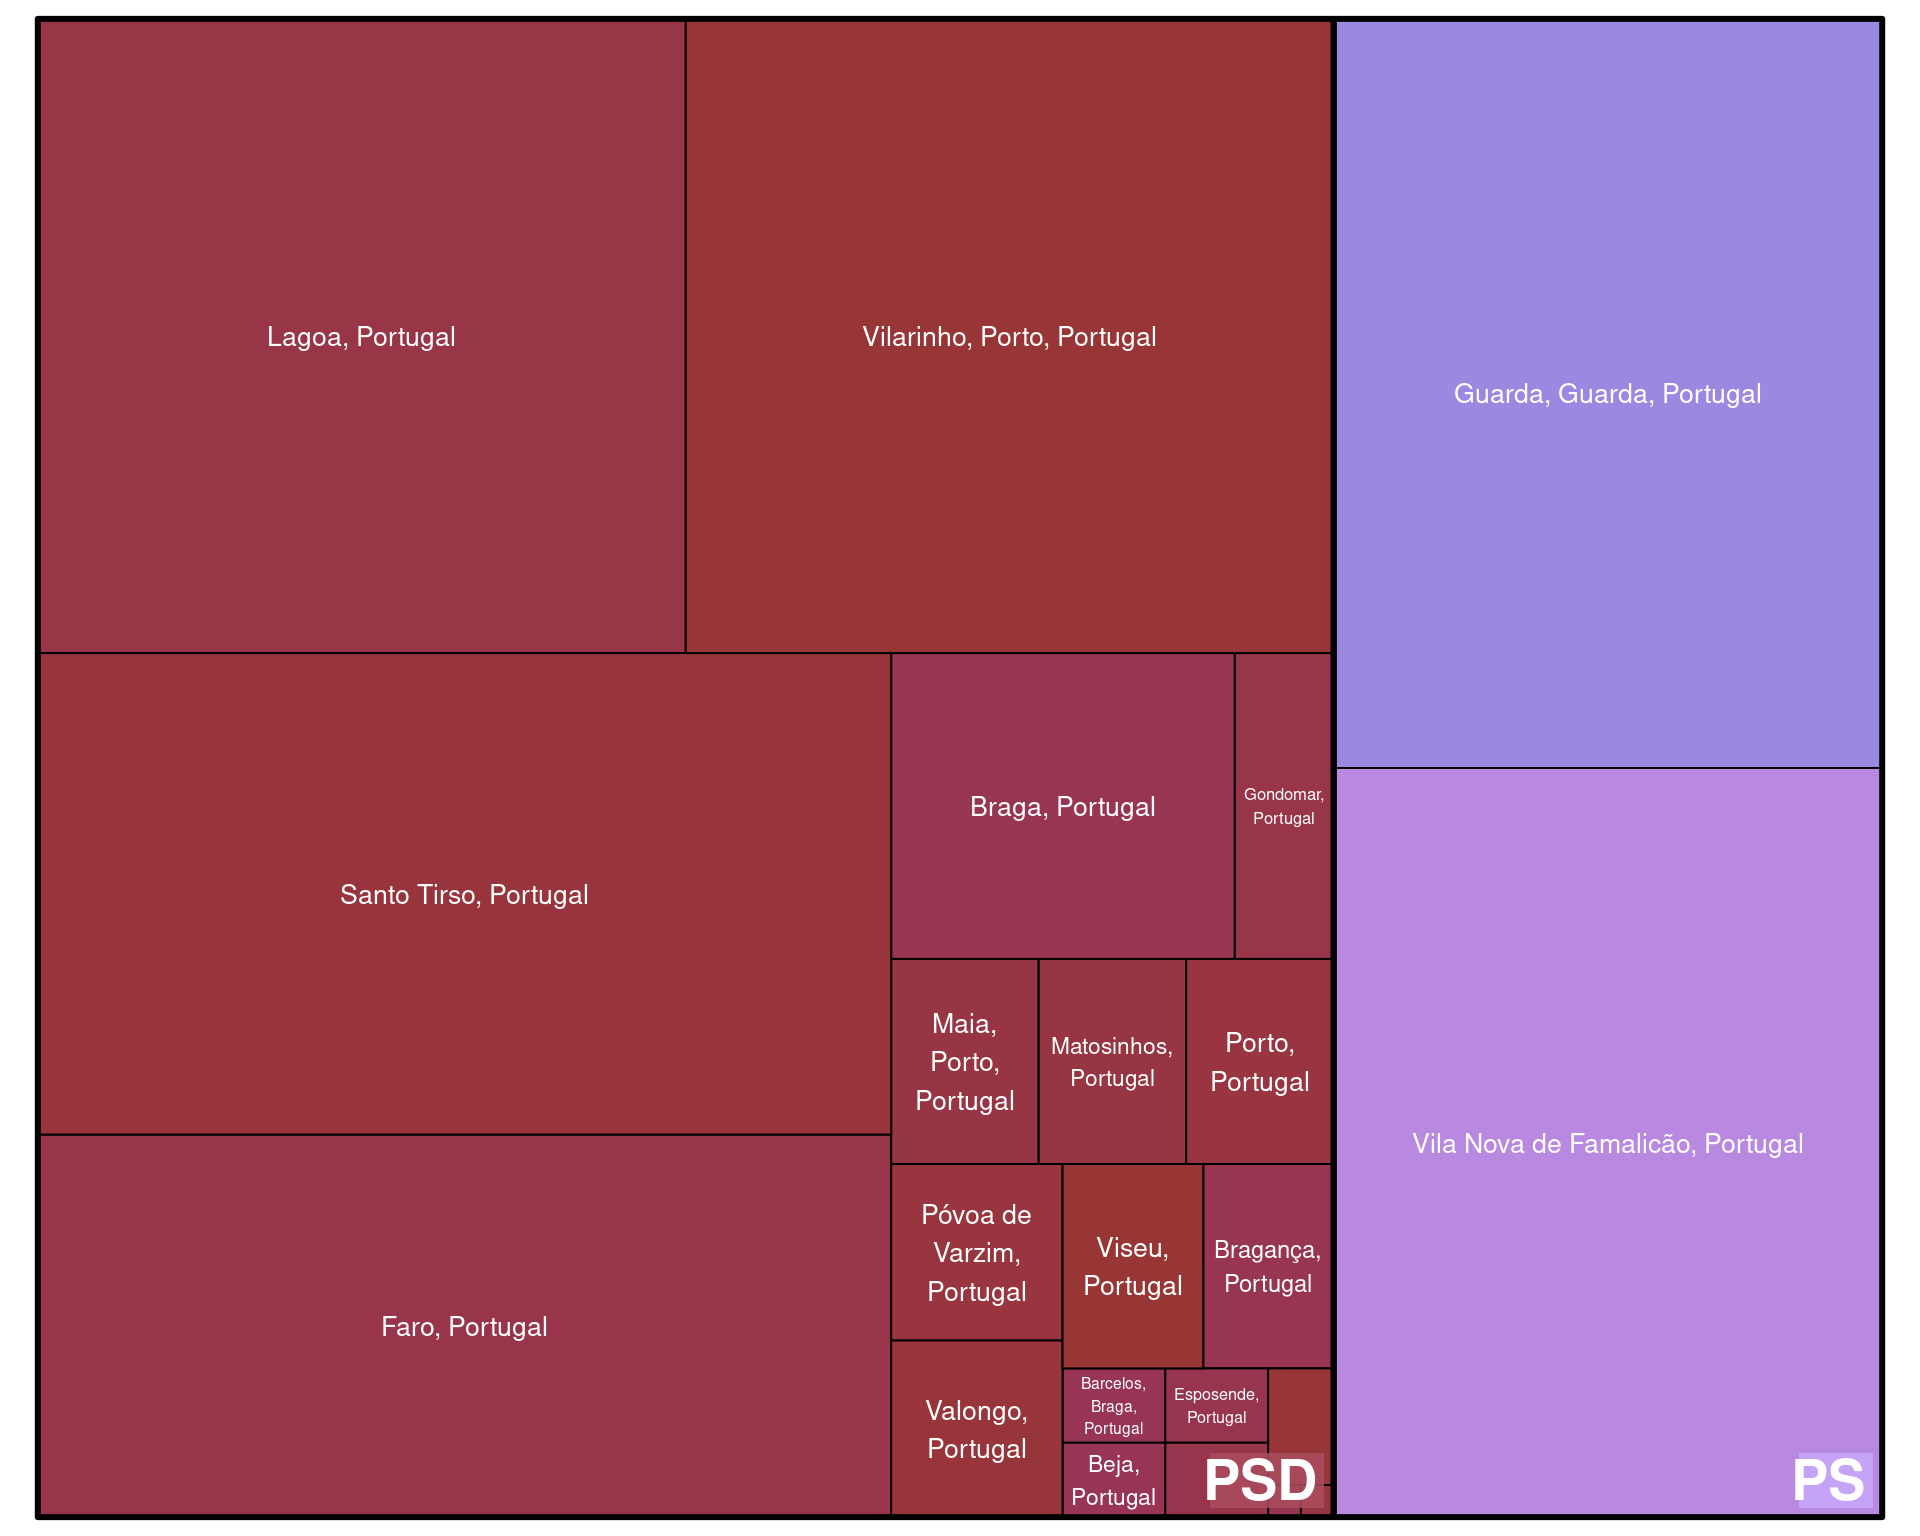 Lagoa, Portugal
Vilarinho, Porto, Portugal
Guarda, Guarda, Portugal
Santo Tirso, Portugal
Braga, Portugal
Gondomar,
Portugal
Maia,
Porto,
Portugal
Matosinhos,
Portugal
Porto,
Portugal
Vila Nova de Famalicão, Portugal
Faro, Portugal
Póvoa de
Varzim,
Portugal
Viseu,
Portugal
Bragança,
Portugal
Valongo,
Portugal
Barcelos,
Braga,
Portugal
Esposende,
Portugal
Beja,
Portugal
PSD
PS